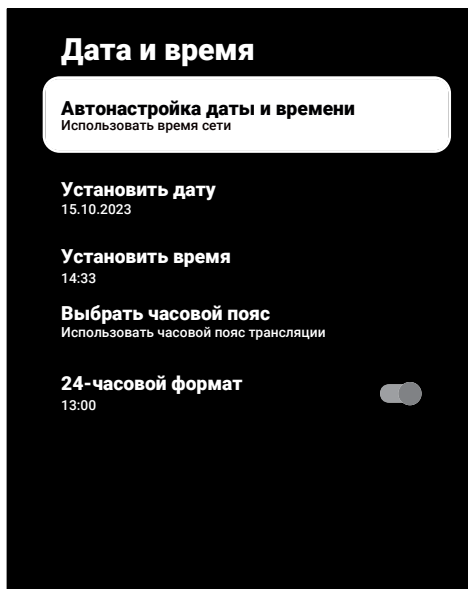 Дата и время
Автонастройка даты и времени
Использовать время сети
Установить дату
15.10.2023
Установить время
14:33
Выбрать часовой пояс
Использовать часовой пояс трансляции
24-часовой формат
13:00